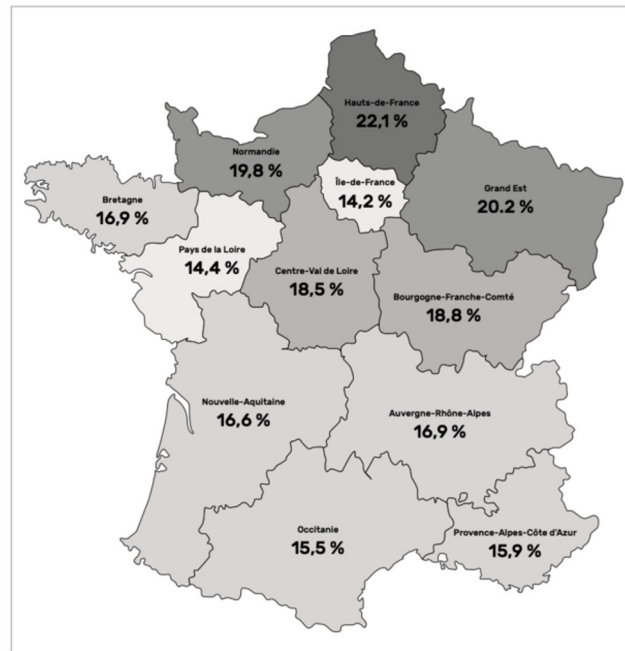 Hauts-de-France
22,1 %
Normandie
19,8 %
Île-de-France
14,2 %
Grand Est
20.2 %
Bretagne
16,9 %
Pays de la Loire
14,4 %
Centre-Val de Loire
18,5 %
Bourgogne-Franche-Comté
18,8 %
Nouvelle-Aquitaine
16,6 %
Auvergne-Rhône-Alpes
16,9 %
Occitanie
15,5 %
Provence-Alpes-Côte d'Azur
15,9 %